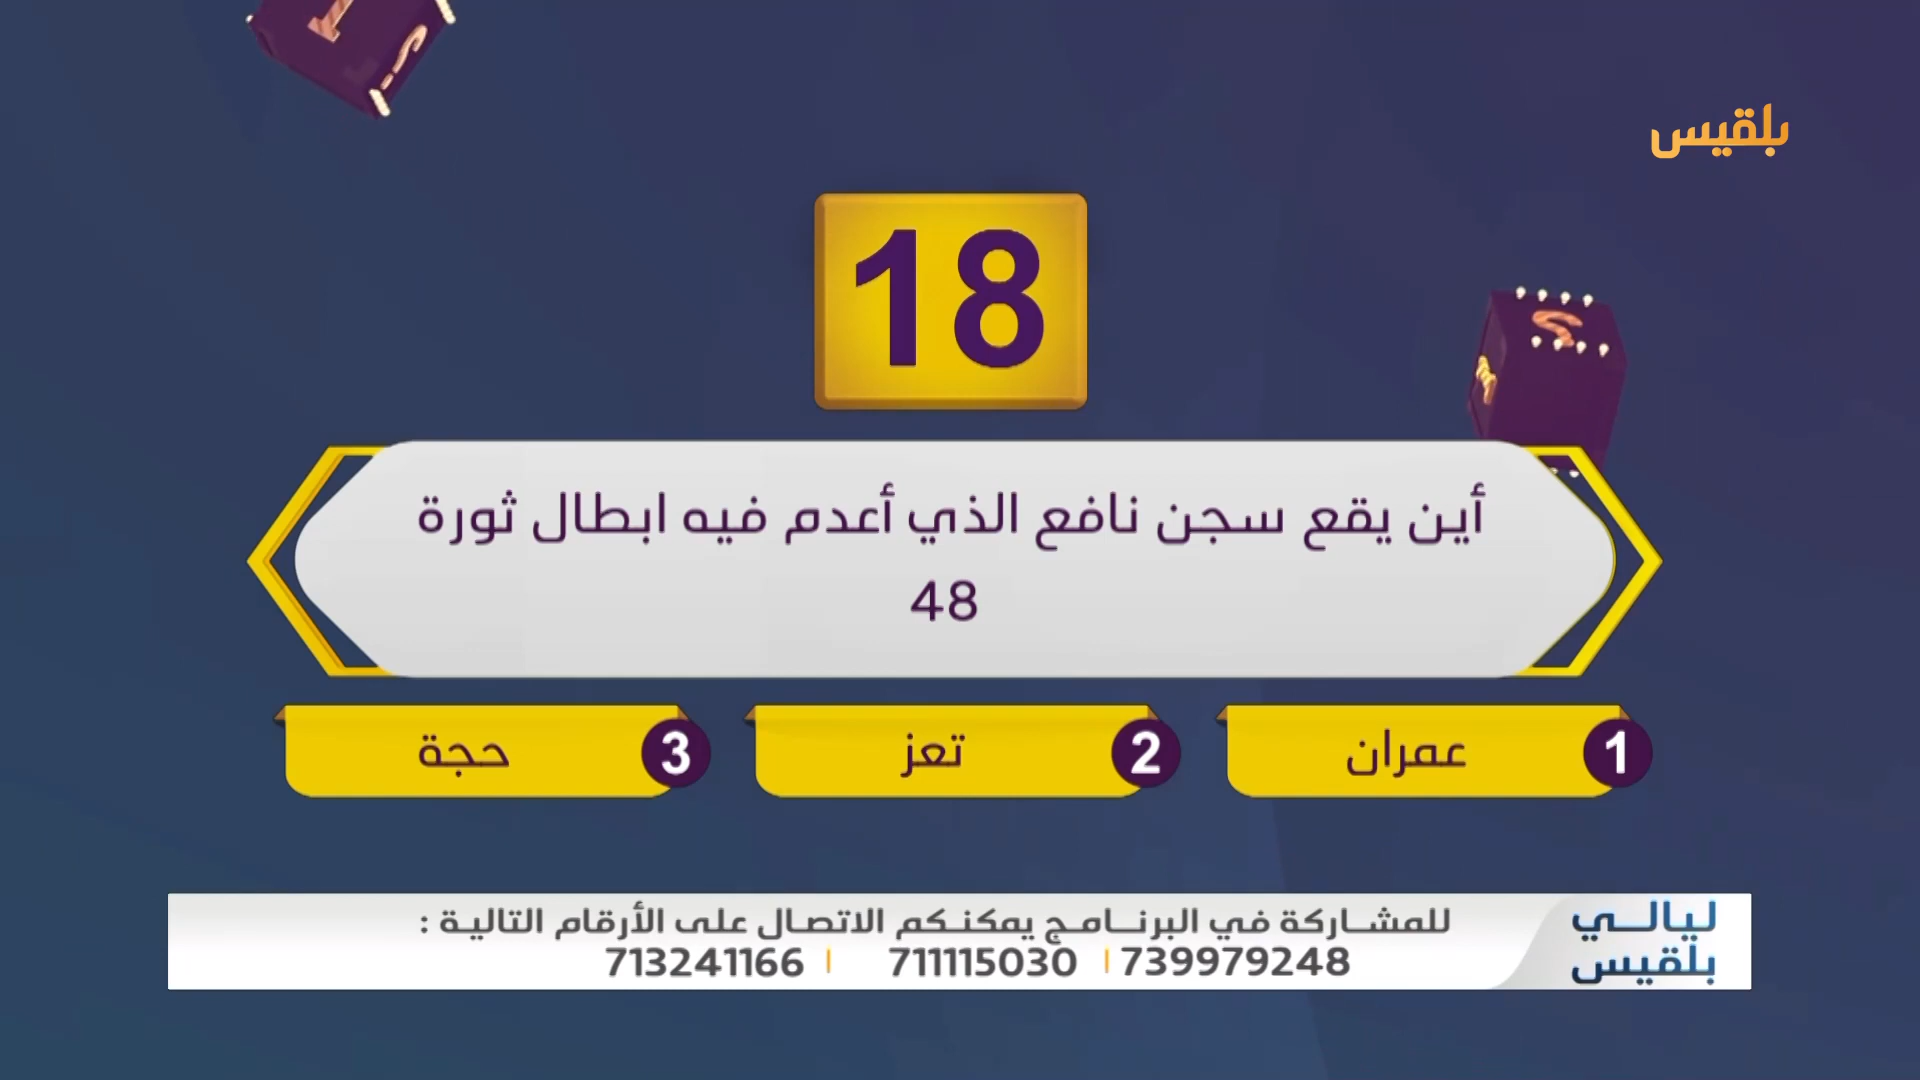 بلقيس
18
أين يقع سجن نافع الذي أعدم فيه ابطال ثورة
48
1 عمران
2 تعز
3 حجة
ليالي
بلقيس
للمشاركة في البرنامج يمكنكم الاتصال على الأرقام التالية :
739979248 | 711115030 | 713241166